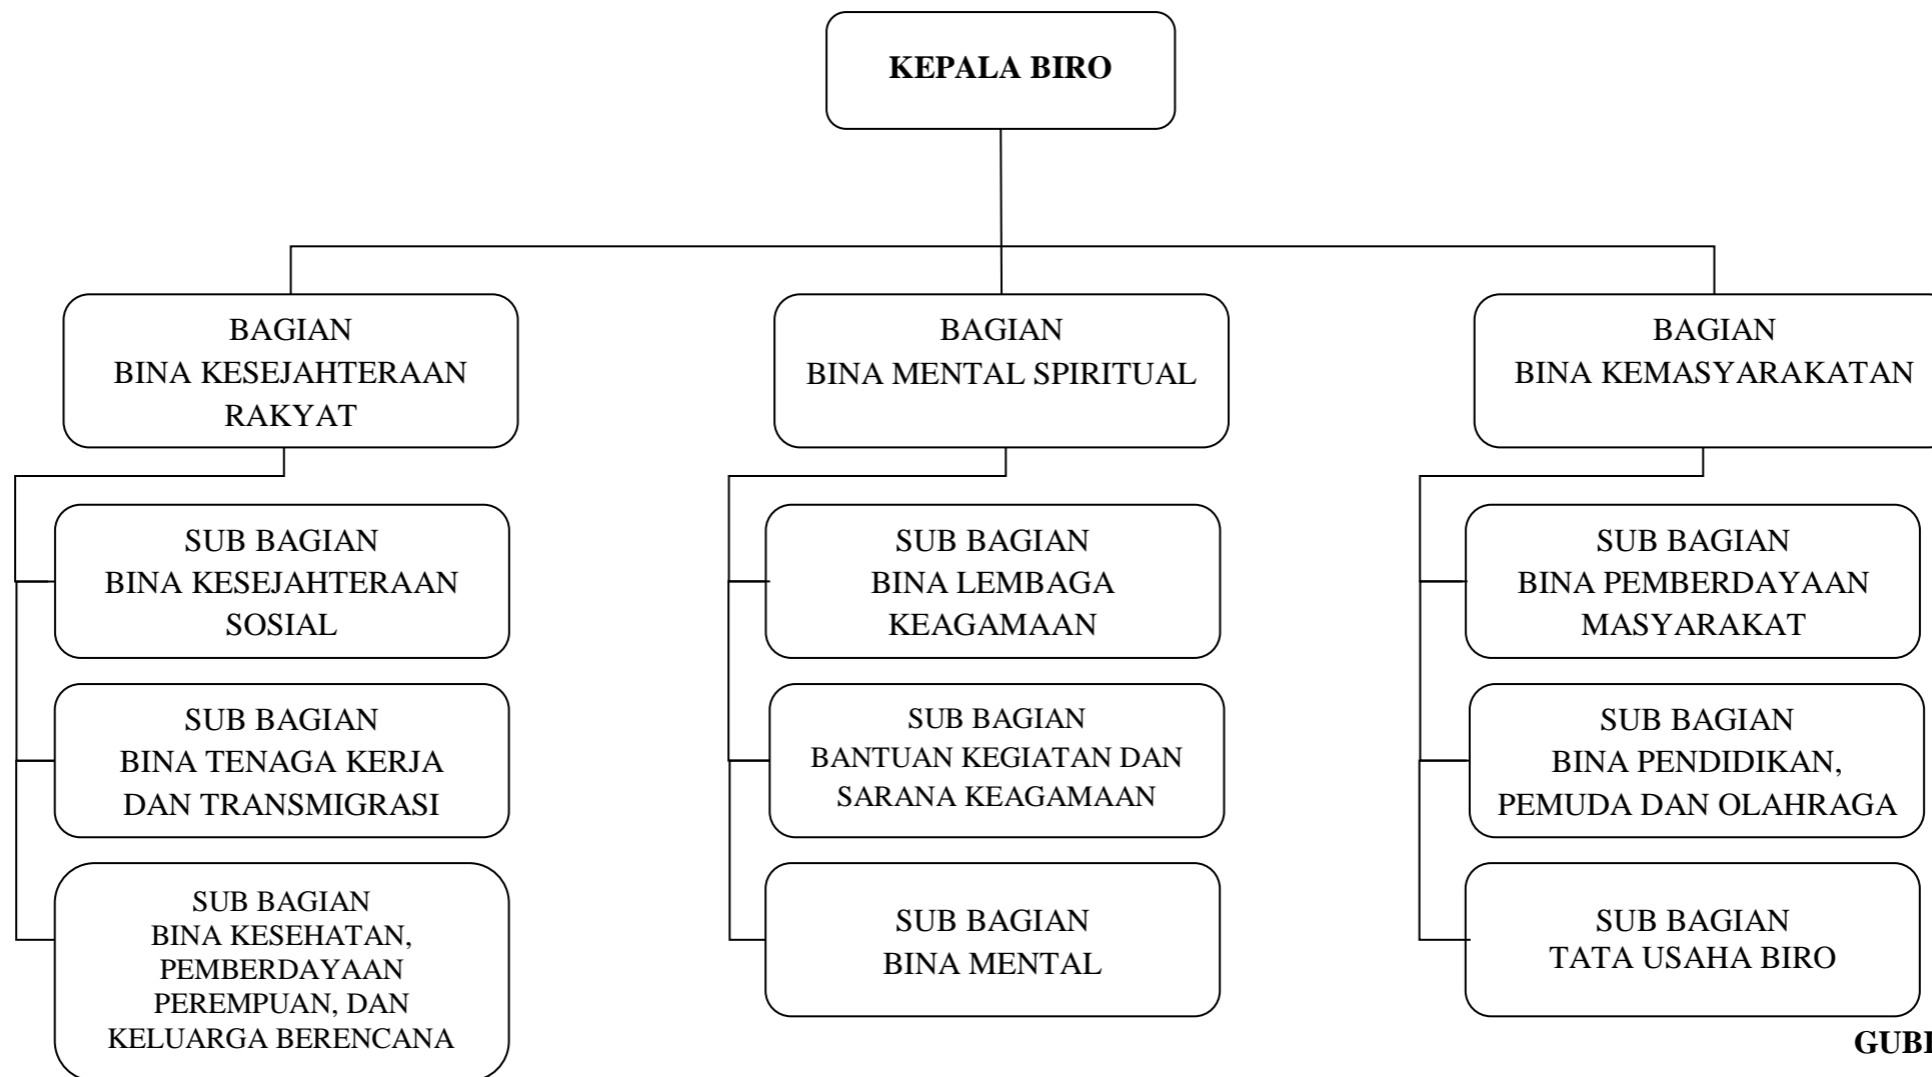 KEPALA BIRO
BAGIAN
BINA KESEJAHTERAAN
RAKYAT
BAGIAN
BINA MENTAL SPIRITUAL
BAGIAN
BINA KEMASYARAKATAN
SUB BAGIAN
BINA KESEJAHTERAAN
SOSIAL
SUB BAGIAN
BINA LEMBAGA
KEAGAMAAN
SUB BAGIAN
BINA PEMBERDAYAAN
MASYARAKAT
SUB BAGIAN
BINA TENAGA KERJA
DAN TRANSMIGRASI
SUB BAGIAN
BANTUAN KEGIATAN DAN
SARANA KEAGAMAAN
SUB BAGIAN
BINA PENDIDIKAN,
PEMUDA DAN OLAHRAGA
SUB BAGIAN
BINA KESEHATAN,
PEMBERDAYAAN
PEREMPUAN, DAN
KELUARGA BERENCANA
SUB BAGIAN
BINA MENTAL
SUB BAGIAN
TATA USAHA BIRO